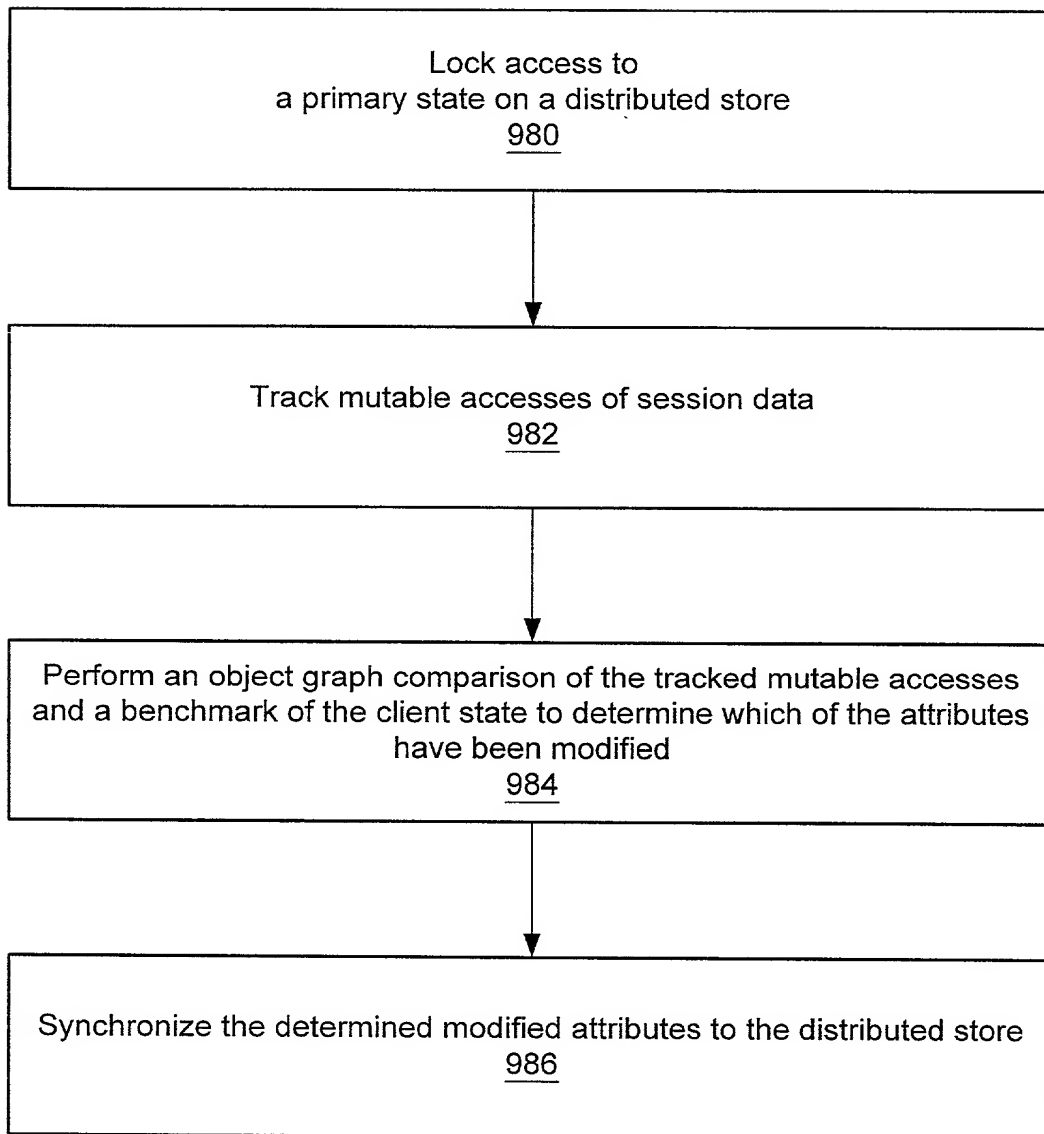 Lock access to
a primary state on a distributed store
980
Track mutable accesses of session data
982
Perform an object graph comparison of the tracked mutable accesses
and a benchmark of the client state to determine which of the attributes
have been modified
984
Synchronize the determined modified attributes to the distributed store
986